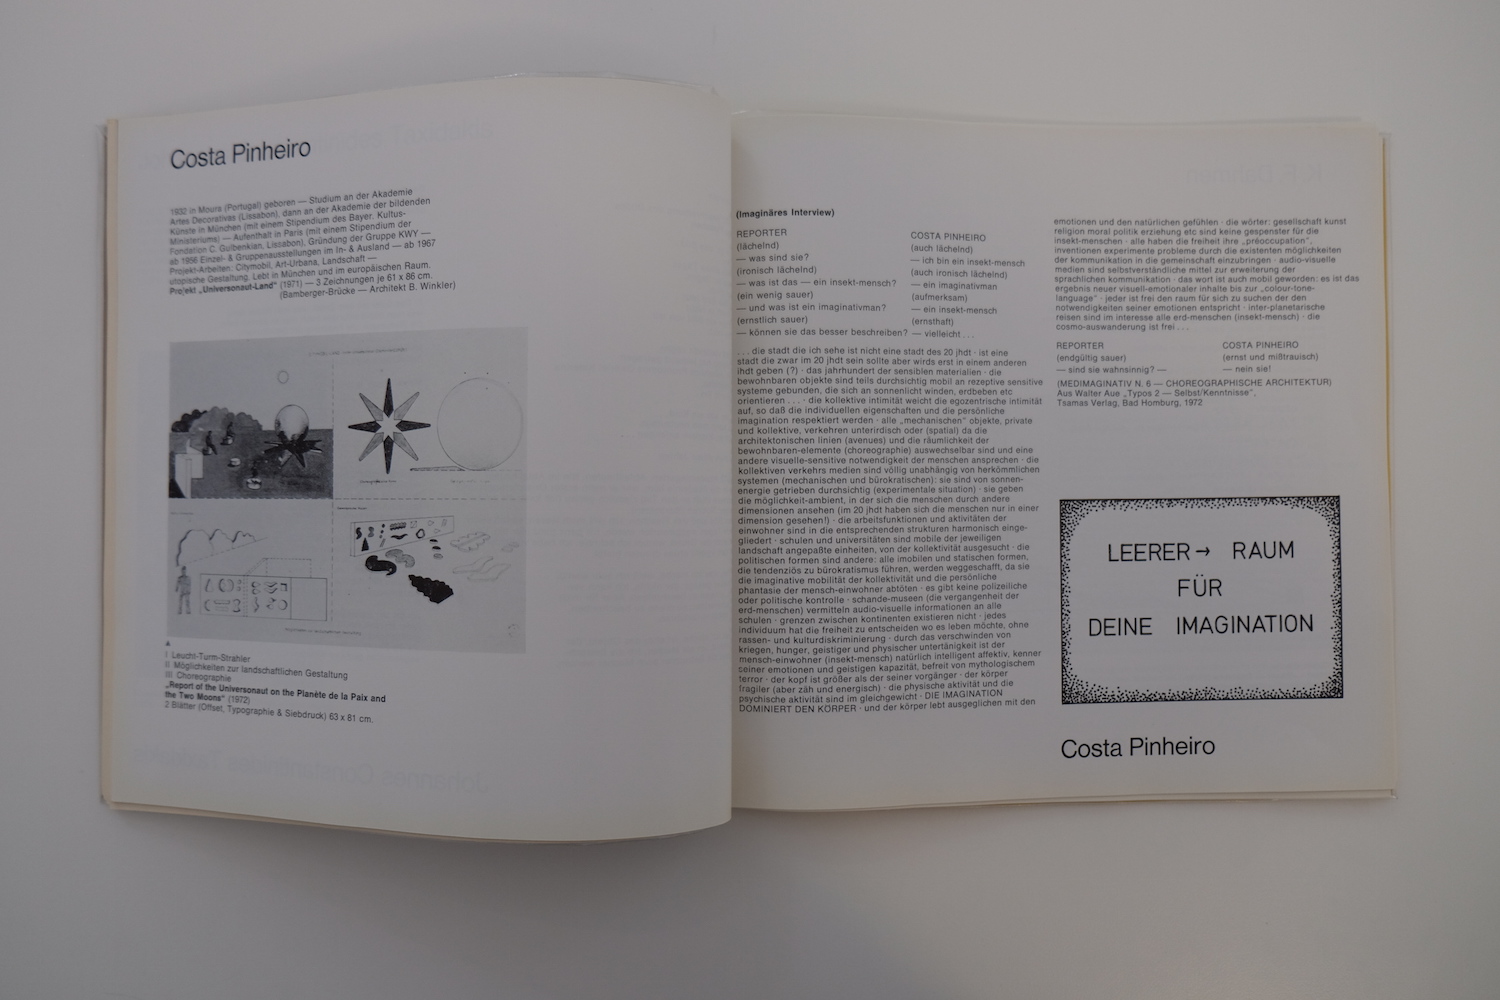 Costa Pinheiro
1932 in Moura (Portugal) geboren — Studium an der Akademie
Artes Decorativas (Lissabon), dann an der Akademie der bildenden
Künste in München (mit einem Stipendium des Bayer. Kultus-
Ministeriums) — Aufenthalt in Paris (mit einem Stipendium der
Fondation C. Gulbenkian, Lissabon). Gründung der Gruppe KWY —
ab 1956 Einzel- & Gruppenausstellungen im In- & Ausland — ab 1967
Projekt-Arbeiten: Citymobil, Art-Urbana, Landschaft —
utopische Gestaltung. Lebt in München und im europäischen Raum.
Projekt „Universonaut-Land“ (1971) — 3 Zeichnungen je 61 x 86 cm.
(Bamberger-Brücke — Architekt B. Winkler)
I Leucht-Turm-Strahler
II Möglichkeiten zur landschaftlichen Gestaltung
III Choreographie
„Report of the Universonaut on the Planète de la Paix and
the Two Moons“ (1972)
2 Blätter (Offset, Typographie & Siebdruck) 63 x 81 cm.
(Imaginäres Interview)
REPORTER COSTA PINHEIRO
(lächelnd) (auch lächelnd)
— was sind sie? — ich bin ein insekt-mensch
(ironisch lächelnd) (auch ironisch lächelnd)
— was ist das — ein insekt-mensch? — ein imaginativman
(ein wenig sauer) (aufmerksam)
— und was ist ein imaginativman? — ein insekt-mensch
(ernstlich sauer) (ernsthaft)
— können sie das besser beschreiben? — vielleicht . . .
. . . die stadt die ich sehe ist nicht eine stadt des 20 jhdt · ist eine
stadt die zwar im 20 jhdt sein sollte aber wirds erst in einem anderen
jhdt geben (?) · das jahrhundert der sensiblen materialien · die
bewohnbaren objekte sind teils durchsichtig mobil an rezeptive sensitive
systeme gebunden, die sich an sonnenlicht winden, erdbeben etc
orientieren . . . · die kollektive intimität weicht die egozentrische intimität
auf, so daß die individuellen eigenschaften und die persönliche
imagination respektiert werden · alle „mechanischen“ objekte, private
und kollektive, verkehren unterirdisch oder (spatial) da die
architektonischen linien (avenues) und die räumlichkeit der
bewohnbaren-elemente (choreographie) auswechselbar sind und eine
andere visuelle-sensitive notwendigkeit der menschen ansprechen · die
kollektiven verkehrs medien sind völlig unabhängig von herkömmlichen
systemen (mechanischen und bürokratischen): sie sind von sonnen-
energie getrieben durchsichtig (experimentale situation) · sie geben
die möglichkeit-ambient, in der sich die menschen durch andere
dimensionen ansehen (im 20 jhdt haben sich die menschen nur in einer
dimension gesehen!) · die arbeitsfunktionen und aktivitäten der
einwohner sind in die entsprechenden strukturen harmonisch einge-
gliedert · schulen und universitäten sind mobile der jeweiligen
landschaft angepaßte einheiten, von der kollektivität ausgesucht · die
politischen formen sind andere: alle imobilen und statischen formen,
die tendenziös zu bürokratismus führen, werden weggeschafft, da sie
die imaginative mobilität der kollektivität und die persönliche
phantasie der mensch-einwohner abtöten · es gibt keine polizeiliche
oder politische kontrolle · schande-museen (die vergangenheit der
erd-menschen) vermitteln audio-visuelle informationen an alle
schulen · grenzen zwischen kontinenten existieren nicht · jedes
individuum hat die freiheit zu entscheiden wo es leben möchte, ohne
rassen- und kulturdiskriminierung · durch das verschwinden von
kriegen, hunger, geistiger und physischer untertänigkeit ist der
mensch-einwohner (insekt-mensch) natürlich intelligent affektiv, kenner
seiner emotionen und geistigen kapazität, befreit von mythologischem
terror · der kopf ist größer als der seiner vorgänger · der körper
fragiler (aber zäh und energisch) · die physische aktivität und die
psychische aktivität sind im gleichgewicht · DIE IMAGINATION
DOMINIERT DEN KÖRPER · und der körper lebt ausgeglichen mit den
emotionen und den natürlichen gefühlen · die wörter: gesellschaft kunst
religion moral politik erziehung etc sind keine gespenster für die
insekt-menschen · alle haben die freiheit ihre „préoccupation“,
inventionen experimente probleme durch die existenten möglichkeiten
der kommunikation in die gemeinschaft einzubringen · audio-visuelle
medien sind selbstverständliche mittel zur erweiterung der
sprachlichen kommunikation · das wort ist auch mobil geworden: es ist das
ergebnis neuer visuell-emotionaler inhalte bis zur „colour-tone-
language“ · jeder ist frei den raum für sich zu suchen der den
notwendigkeiten seiner emotionen entspricht · inter-planetarische
reisen sind im interesse alle erd-menschen (insekt-mensch) · die
cosmo-auswanderung ist frei . . .
REPORTER COSTA PINHEIRO
(endgültig sauer) (ernst und mißtrauisch)
— sind sie wahnsinnig? — — nein sie!
(MEDIMAGINATIV N. 6 — CHOREOGRAPHISCHE ARCHITEKTUR)
Aus Walter Aue „Typos 2 — Selbst/Kenntnisse“,
Tsamas Verlag, Bad Homburg, 1972
LEERER → RAUM
FÜR
DEINE IMAGINATION
Costa Pinheiro